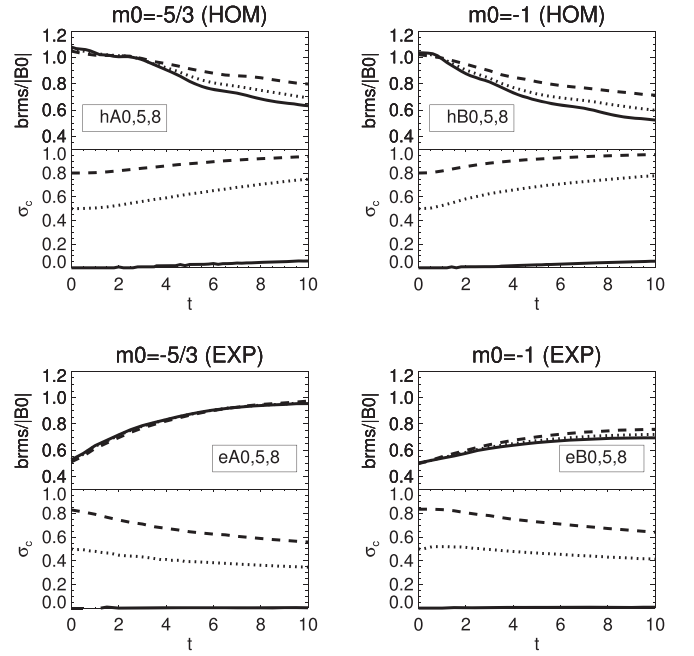 m0=-5/3 (HOM)
brms/|B0|
1.2
1.0
0.8
0.6
0.4
hA0,5,8
σc
1.0
0.8
0.6
0.4
0.2
0.0
0 2 4 6 8 10
t
m0=-1 (HOM)
brms/|B0|
1.2
1.0
0.8
0.6
0.4
hB0,5,8
σc
1.0
0.8
0.6
0.4
0.2
0.0
0 2 4 6 8 10
t
m0=-5/3 (EXP)
brms/|B0|
1.2
1.0
0.8
0.6
0.4
eA0,5,8
σc
1.0
0.8
0.6
0.4
0.2
0.0
0 2 4 6 8 10
t
m0=-1 (EXP)
brms/|B0|
1.2
1.0
0.8
0.6
0.4
eB0,5,8
σc
1.0
0.8
0.6
0.4
0.2
0.0
0 2 4 6 8 10
t